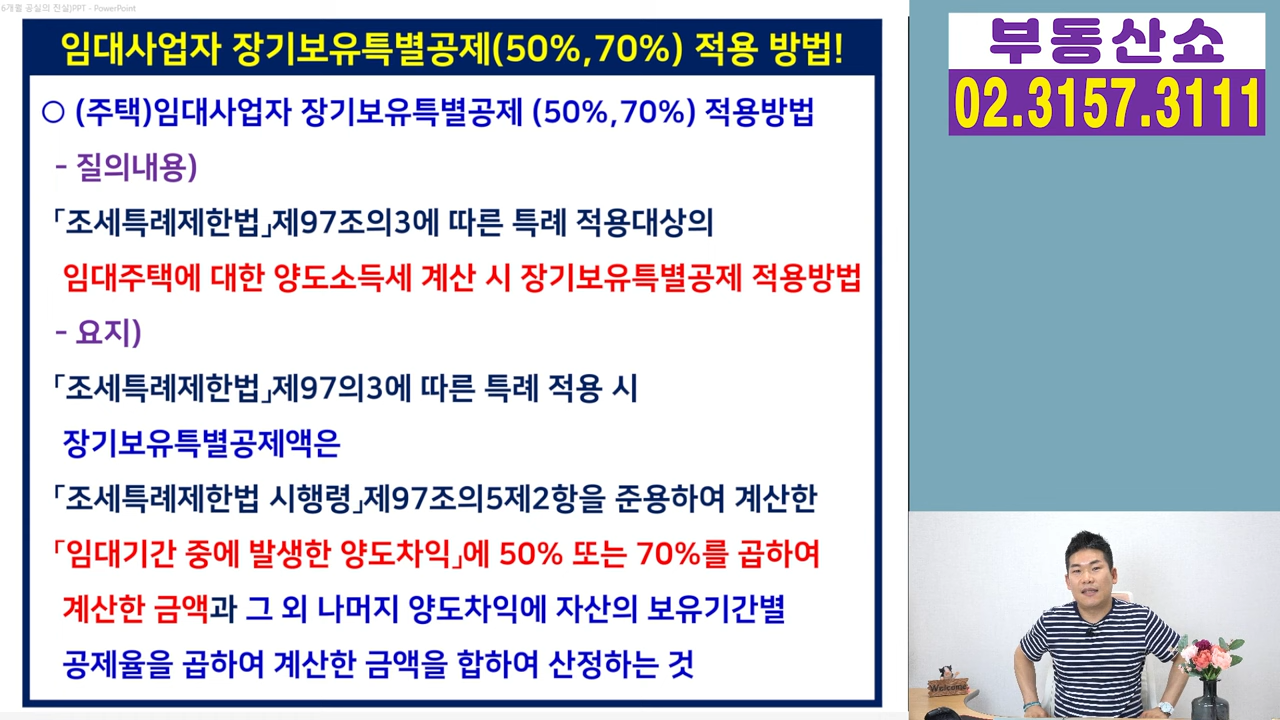 6개월 공실의 진실)PPT - PowerPoint
임대사업자 장기보유특별공제(50%,70%) 적용 방법!
○ (주택)임대사업자 장기보유특별공제 (50%,70%) 적용방법
- 질의내용)
「조세특례제한법」제97조의3에 따른 특례 적용대상의
임대주택에 대한 양도소득세 계산 시 장기보유특별공제 적용방법
- 요지)
「조세특례제한법」제97의3에 따른 특례 적용 시
장기보유특별공제액은
「조세특례제한법 시행령」제97조의5제2항을 준용하여 계산한
「임대기간 중에 발생한 양도차익」에 50% 또는 70%를 곱하여
계산한 금액과 그 외 나머지 양도차익에 자산의 보유기간별
공제율을 곱하여 계산한 금액을 합하여 산정하는 것
부동산쇼
02.3157.3111
Welcome